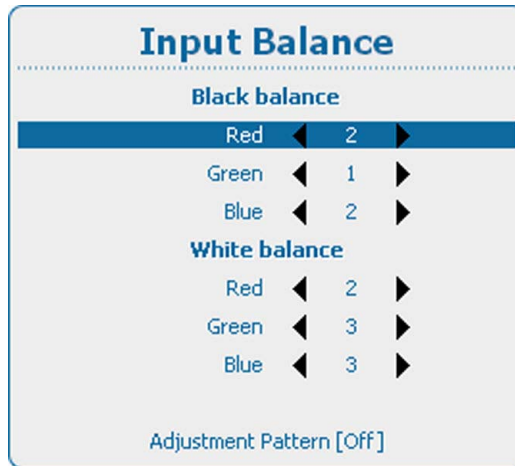 Input Balance
Black balance
Red 2
Green 1
Blue 2
White balance
Red 2
Green 3
Blue 3
Adjustment Pattern [Off]